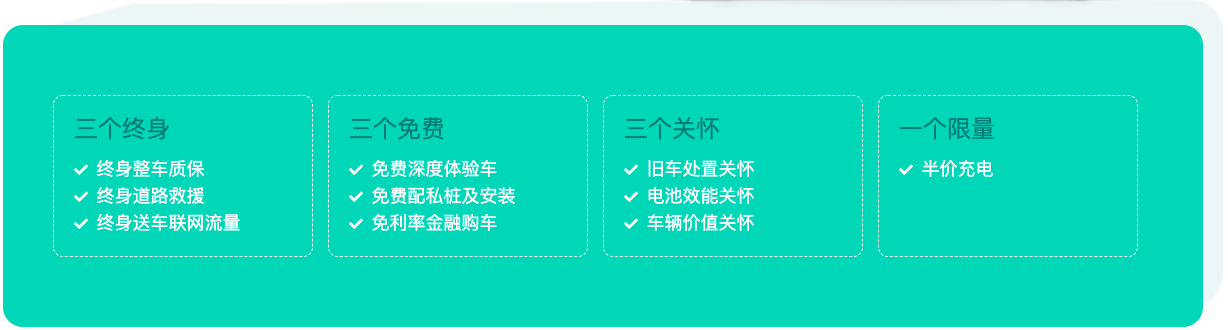 三个终身
终身整车质保
终身道路救援
终身送车联网流量
三个免费
免费深度体验车
免费配私桩及安装
免利率金融购车
三个关怀
旧车处置关怀
电池效能关怀
车辆价值关怀
一个限量
半价充电